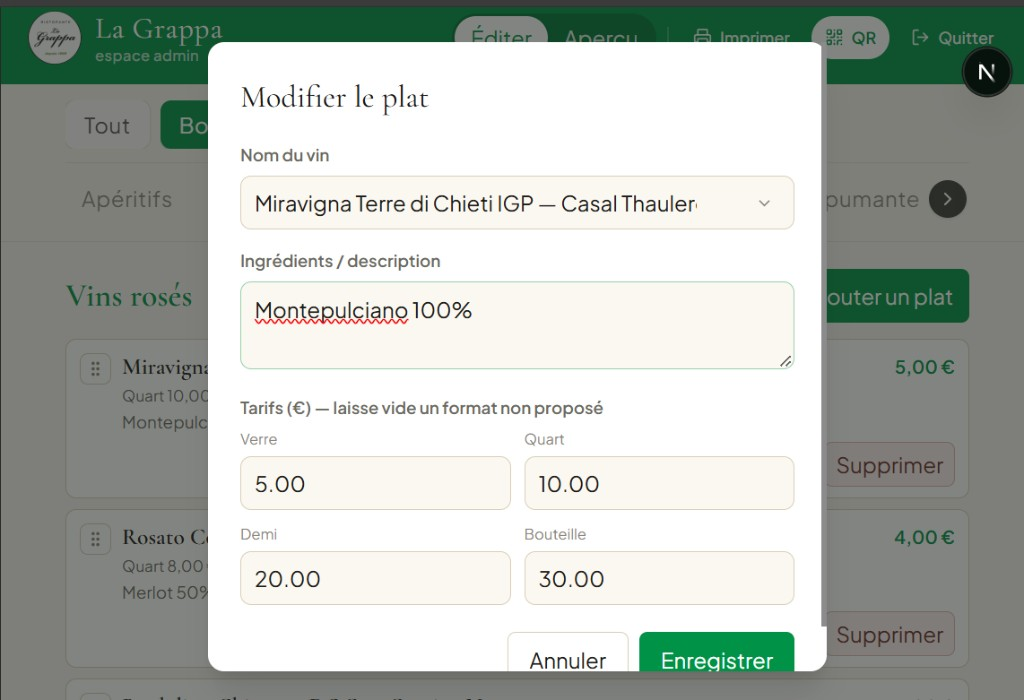 La Grappa
espace admin
Éditer
Aperçu
Imprimer
QR
Quitter
N
Tout
Bo
Apéritifs
pumante
Vins rosés
outer un plat
Miravigna
Quart 10,00
Montepulc
5,00 €
Supprimer
Rosato C
Quart 8,00
Merlot 50%
4,00 €
Supprimer
Modifier le plat
Nom du vin
Miravigna Terre di Chieti IGP — Casal Thauler
Ingrédients / description
Montepulciano 100%
Tarifs (€) — laisse vide un format non proposé
Verre
Quart
5.00
10.00
Demi
Bouteille
20.00
30.00
Annuler
Enregistrer